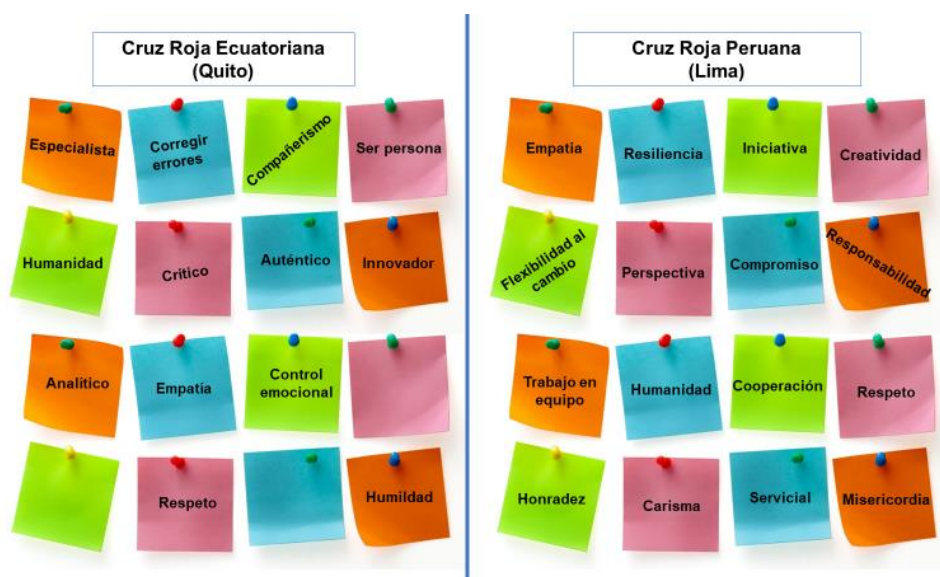 Cruz Roja Ecuatoriana
(Quito)
Especialista
Corregir
errores
Compañerismo
Ser persona
Humanidad
Critico
Auténtico
Innovador
Analítico
Empatía
Control
emocional
Respeto
Humildad
Cruz Roja Peruana
(Lima)
Empatia
Resiliencia
Iniciativa
Creatividad
Flexibilidad al
cambio
Perspectiva
Compromiso
Responsabilidad
Trabajo en
equipo
Humanidad
Cooperación
Respeto
Honradez
Carisma
Servicial
Misericordia